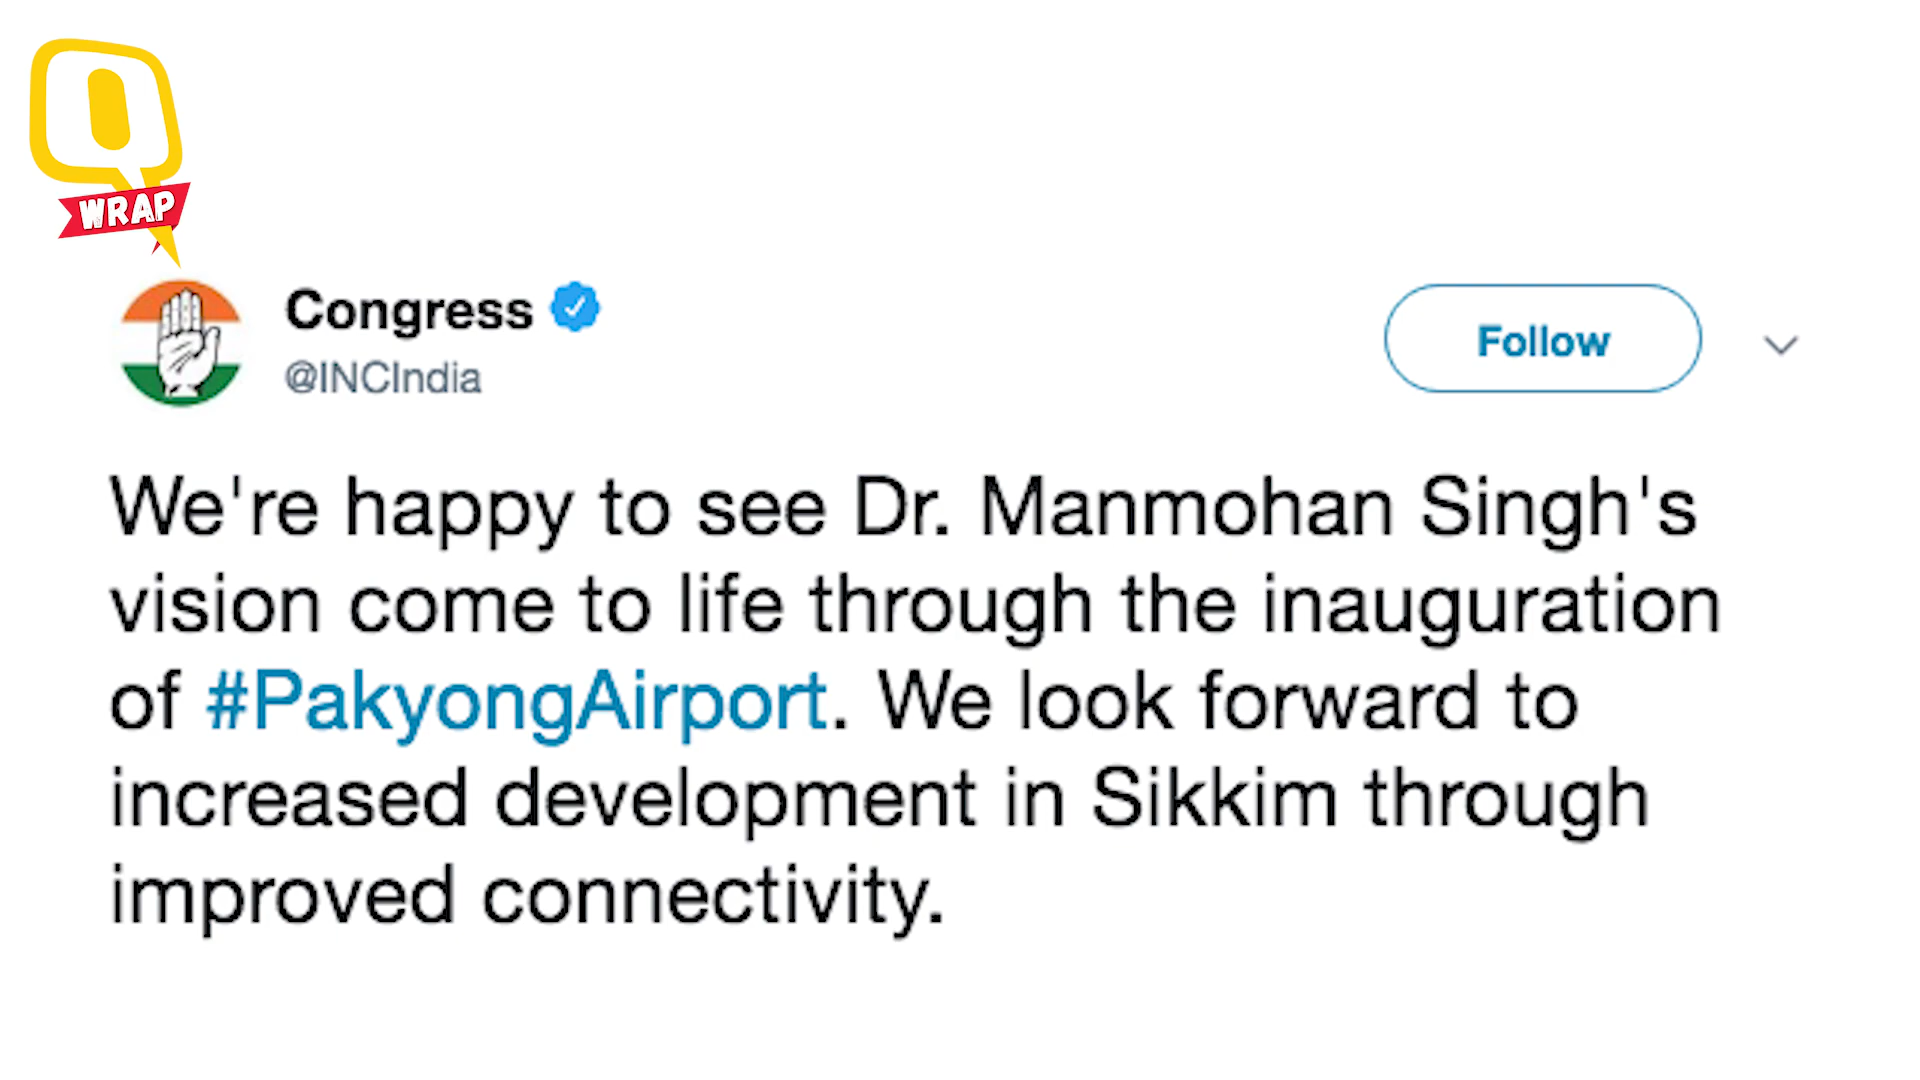 WRAP
Congress
@INCIndia
Follow
We're happy to see Dr. Manmohan Singh's
vision come to life through the inauguration
of #PakyongAirport. We look forward to
increased development in Sikkim through
improved connectivity.